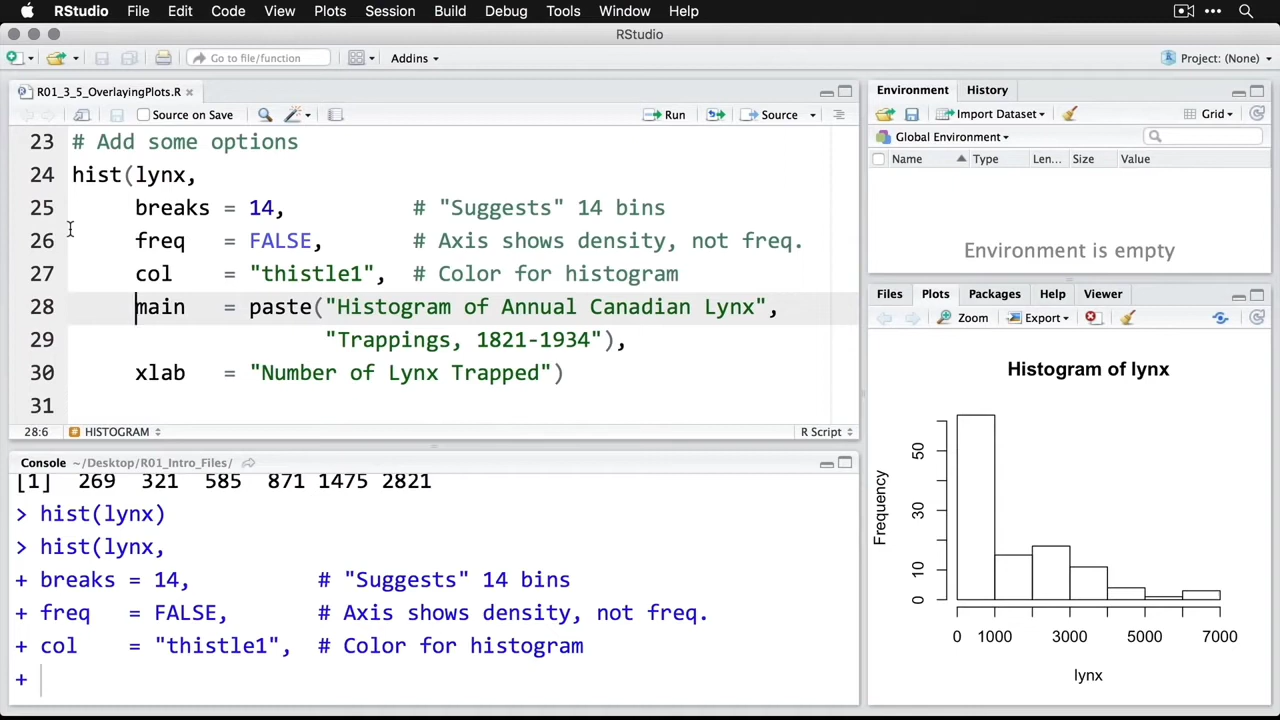 RStudio File Edit Code View Plots Session Build Debug Tools Window Help
RStudio
Go to file/function Addins Project: (None)
R01_3_5_OverlayingPlots.R
Source on Save Run Source
23 # Add some options
24 hist(lynx,
25 breaks = 14, # "Suggests" 14 bins
26 freq = FALSE, # Axis shows density, not freq.
27 col = "thistle1", # Color for histogram
28 main = paste("Histogram of Annual Canadian Lynx",
29 "Trappings, 1821-1934"),
30 xlab = "Number of Lynx Trapped")
31
28:6 # HISTOGRAM R Script
Console ~/Desktop/R01_Intro_Files/
[1] 269 321 585 871 1475 2821
> hist(lynx)
> hist(lynx,
+ breaks = 14, # "Suggests" 14 bins
+ freq = FALSE, # Axis shows density, not freq.
+ col = "thistle1", # Color for histogram
+
Environment History
Import Dataset Grid
Global Environment
Name Type Len... Size Value
Environment is empty
Files Plots Packages Help Viewer
Zoom Export
Histogram of lynx
Frequency
50
30
10
0
0 1000 3000 5000 7000
lynx